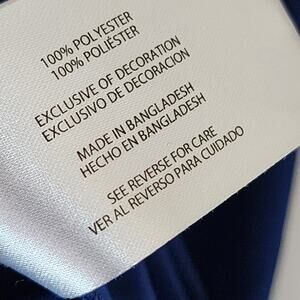 100% POLYESTER
100% POLIÉSTER
EXCLUSIVE OF DECORATION
EXCLUSIVO DE DECORACION
MADE IN BANGLADESH
HECHO EN BANGLADESH
SEE REVERSE FOR CARE
VER AL REVERSO PARA CUIDADO